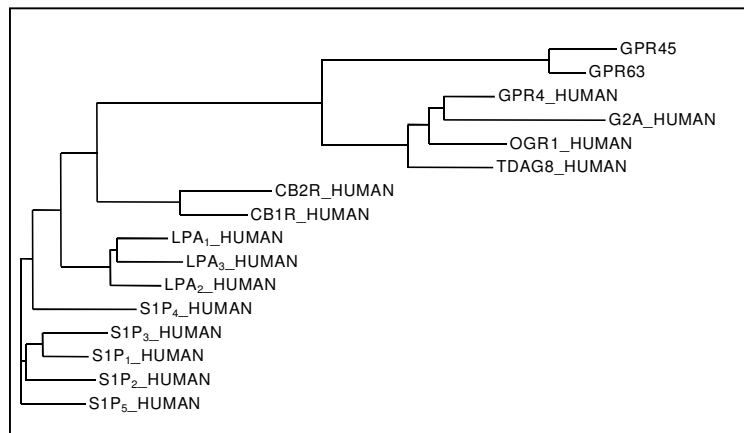 GPR45
GPR63
GPR4_HUMAN
G2A_HUMAN
OGR1_HUMAN
TDAG8_HUMAN
CB2R_HUMAN
CB1R_HUMAN
LPA₁_HUMAN
LPA₃_HUMAN
LPA₂_HUMAN
S1P₄_HUMAN
S1P₃_HUMAN
S1P₁_HUMAN
S1P₂_HUMAN
S1P₅_HUMAN